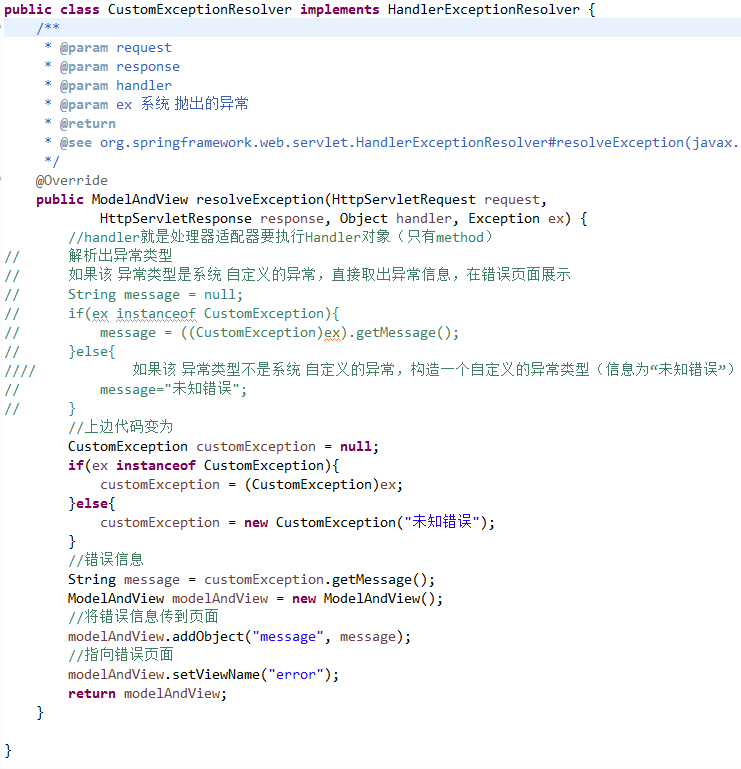 public class CustomExceptionResolver implements HandlerExceptionResolver {
    /**
     * @param request
     * @param response
     * @param handler
     * @param ex 系统 抛出的异常
     * @return
     * @see org.springframework.web.servlet.HandlerExceptionResolver#resolveException(javax.
     */
    @Override
    public ModelAndView resolveException(HttpServletRequest request,
            HttpServletResponse response, Object handler, Exception ex) {
        //handler就是处理器适配器要执行Handler对象（只有method）
//      解析出异常类型
//      如果该 异常类型是系统 自定义的异常，直接取出异常信息，在错误页面展示
//      String message = null;
//      if(ex instanceof CustomException){
//          message = ((CustomException)ex).getMessage();
//      }else{
////            如果该 异常类型不是系统 自定义的异常，构造一个自定义的异常类型（信息为“未知错误”）
//          message="未知错误";
//      }
        //上边代码变为
        CustomException customException = null;
        if(ex instanceof CustomException){
            customException = (CustomException)ex;
        }else{
            customException = new CustomException("未知错误");
        }
        //错误信息
        String message = customException.getMessage();
        ModelAndView modelAndView = new ModelAndView();
        //将错误信息传到页面
        modelAndView.addObject("message", message);
        //指向错误页面
        modelAndView.setViewName("error");
        return modelAndView;
    }
}